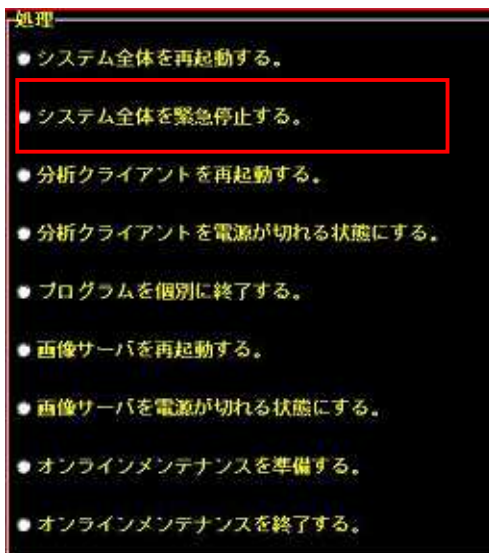 処理
システム全体を再起動する。
システム全体を緊急停止する。
分析クライアントを再起動する。
分析クライアントを電源が切れる状態にする。
プログラムを個別に終了する。
画像サーバを再起動する。
画像サーバを電源が切れる状態にする。
オンラインメンテナンスを準備する。
オンラインメンテナンスを終了する。